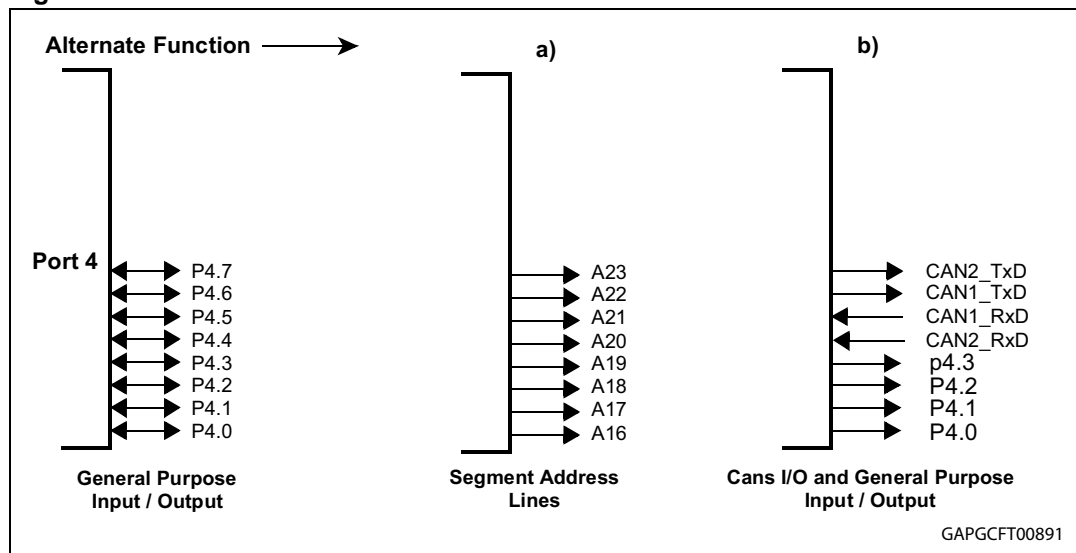 Alternate Function
a)
b)
Port 4
P4.7
P4.6
P4.5
P4.4
P4.3
P4.2
P4.1
P4.0
General Purpose
Input / Output
A23
A22
A21
A20
A19
A18
A17
A16
Segment Address
Lines
CAN2_TxD
CAN1_TxD
CAN1_RxD
CAN2_RxD
p4.3
P4.2
P4.1
P4.0
Cans I/O and General Purpose
Input / Output
GAPGCFT00891